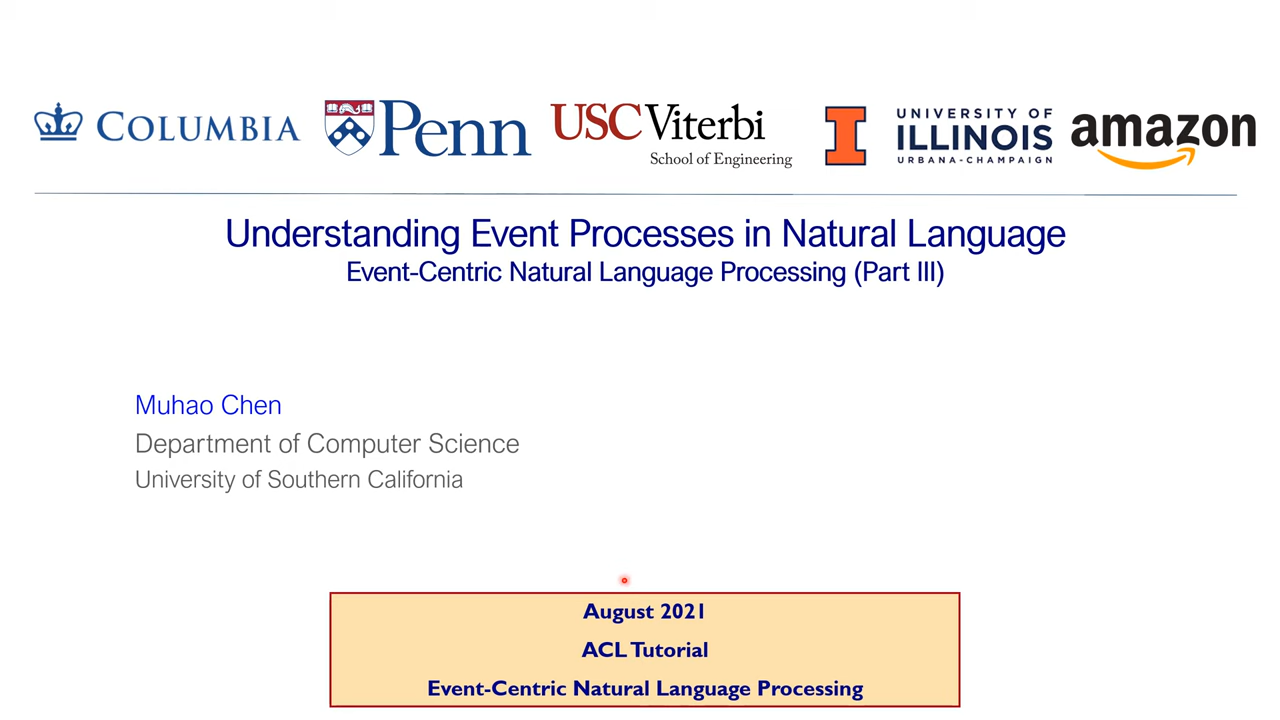 COLUMBIA
Penn
USC Viterbi
School of Engineering
UNIVERSITY OF
ILLINOIS
URBANA-CHAMPAIGN
amazon
Understanding Event Processes in Natural Language
Event-Centric Natural Language Processing (Part III)
Muhao Chen
Department of Computer Science
University of Southern California
August 2021
ACL Tutorial
Event-Centric Natural Language Processing